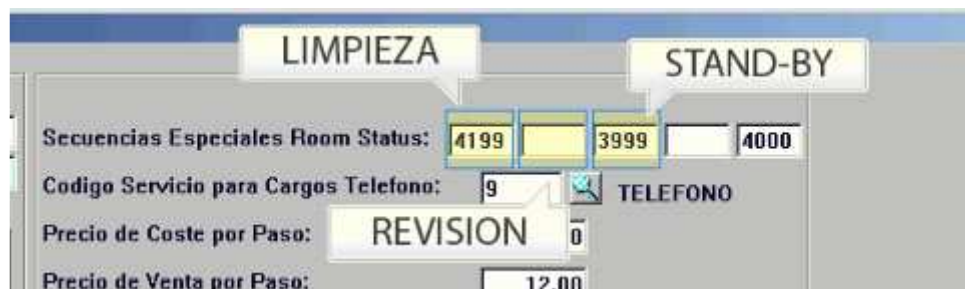 LIMPIEZA
STAND-BY
Secuencias Especiales Room Status: 4199 3999 4000
Codigo Servicio para Cargos Telefono: 9 TELEFONO
Precio de Coste por Paso: 0
REVISION
Precio de Venta por Paso: 12.00